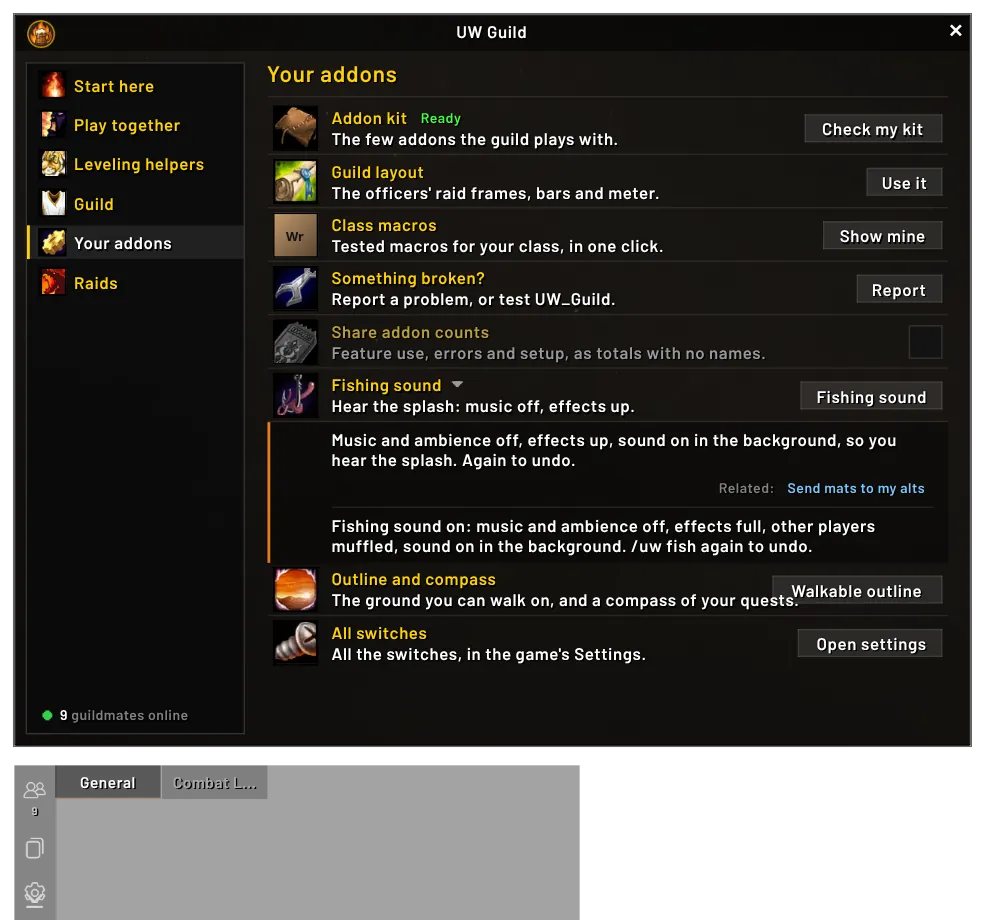 UW Guild
Start here
Play together
Leveling helpers
Guild
Your addons
Raids
9 guildmates online
Your addons
Addon kit Ready
The few addons the guild plays with.
Check my kit
Guild layout
The officers' raid frames, bars and meter.
Use it
Wr
Class macros
Tested macros for your class, in one click.
Show mine
Something broken?
Report a problem, or test UW_Guild.
Report
Share addon counts
Feature use, errors and setup, as totals with no names.
Fishing sound
Hear the splash: music off, effects up.
Fishing sound
Music and ambience off, effects up, sound on in the background, so you
hear the splash. Again to undo.
Related: Send mats to my alts
Fishing sound on: music and ambience off, effects full, other players
muffled, sound on in the background. /uw fish again to undo.
Outline and compass
The ground you can walk on, and a compass of your quests.
Walkable outline
All switches
All the switches, in the game's Settings.
Open settings
General
Combat L...
9